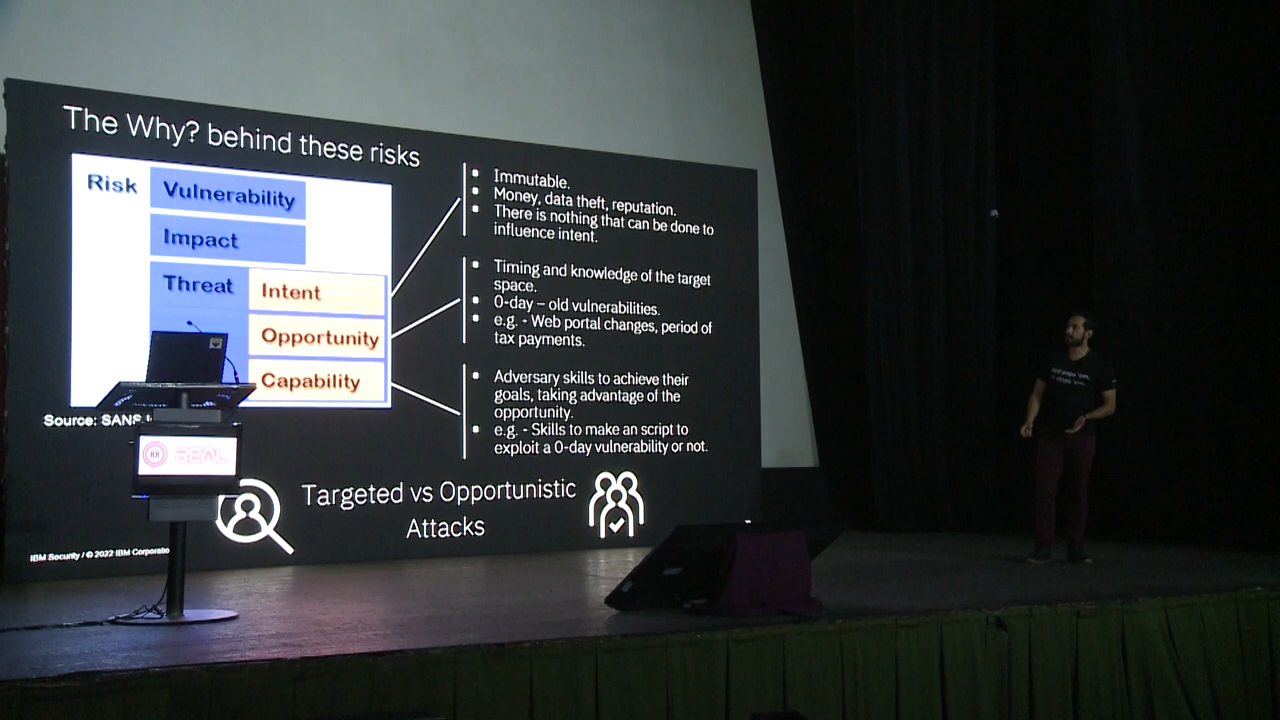 The Why? behind these risks
Risk
Vulnerability
Impact
Threat
Intent
Opportunity
Capability
Immutable.
Money, data theft, reputation.
There is nothing that can be done to
influence intent.
Timing and knowledge of the target
space.
0-day – old vulnerabilities.
e.g. - Web portal changes, period of
tax payments.
Adversary skills to achieve their
goals, taking advantage of the
opportunity.
e.g. - Skills to make an script to
exploit a 0-day vulnerability or not.
Source: SANS
Targeted vs Opportunistic
Attacks
IBM Security / © 2022 IBM Corporatio
REAL